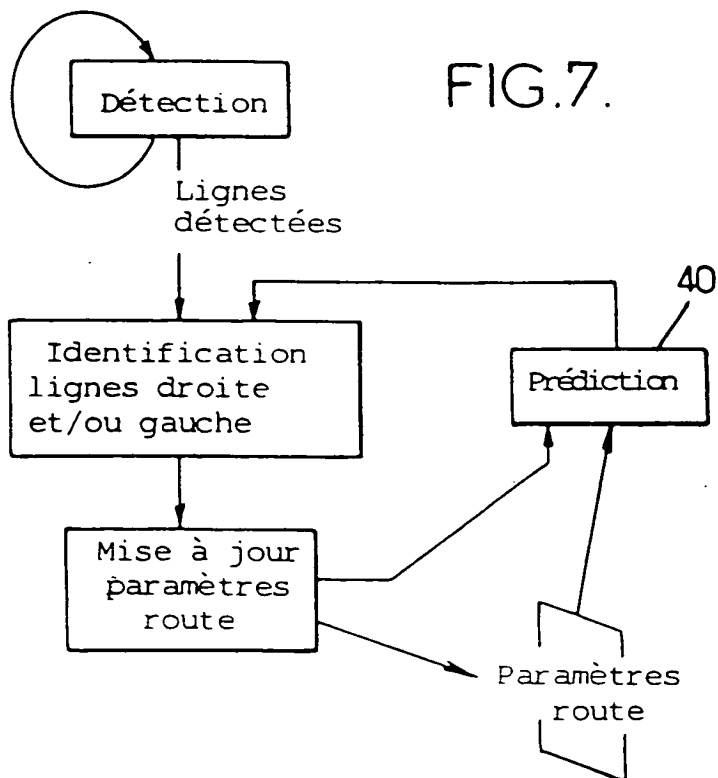 FIG.7.
Détection
Lignes
détectées
40
Identification
lignes droite
et/ou gauche
Prédiction
Mise à jour
paramètres
route
Paramètres
route